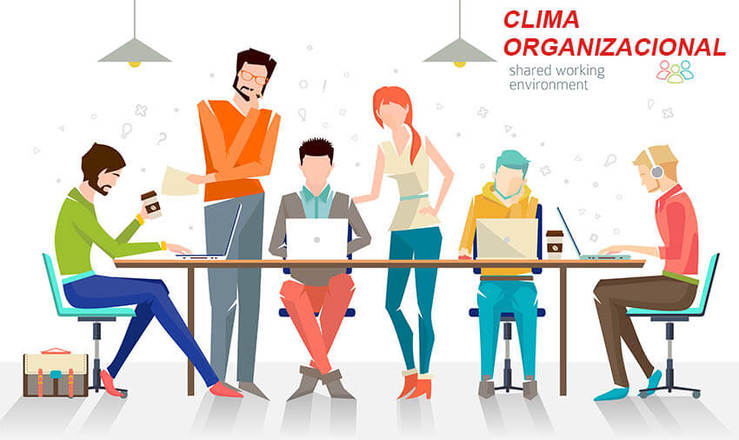 CLIMA
ORGANIZACIONAL
shared working
environment